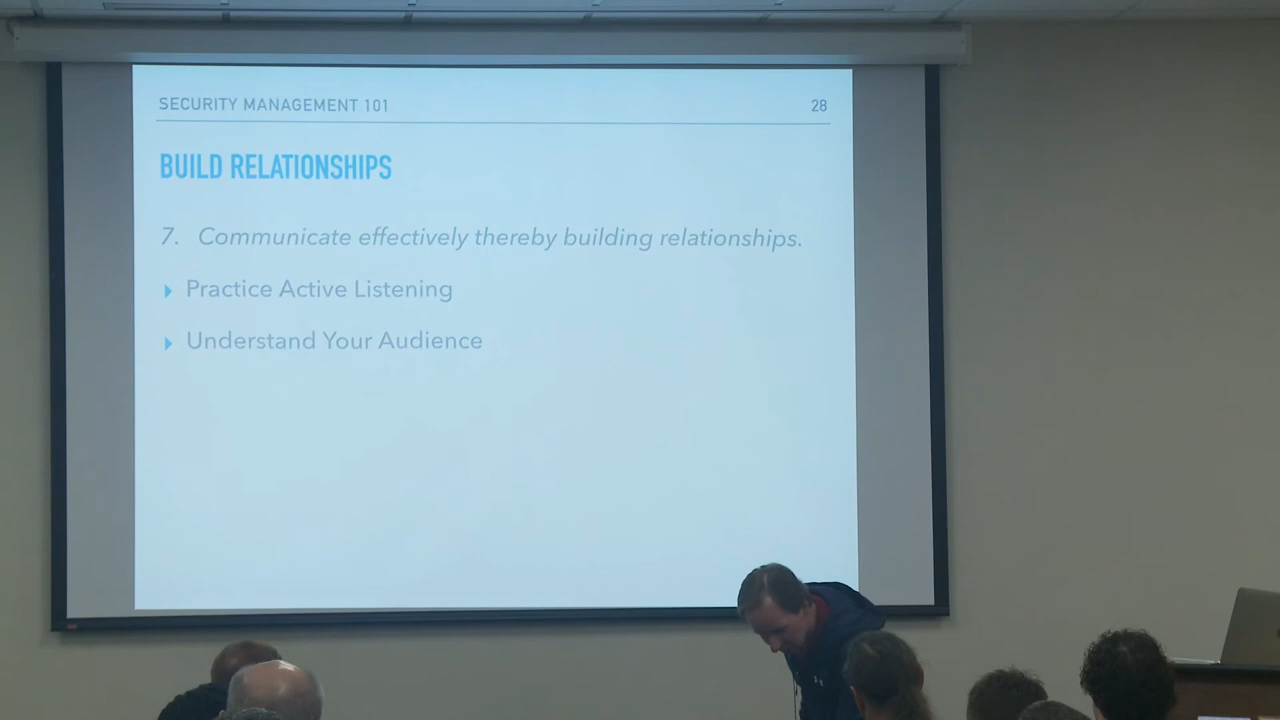 SECURITY MANAGEMENT 101
28
BUILD RELATIONSHIPS
7. Communicate effectively thereby building relationships.
Practice Active Listening
Understand Your Audience